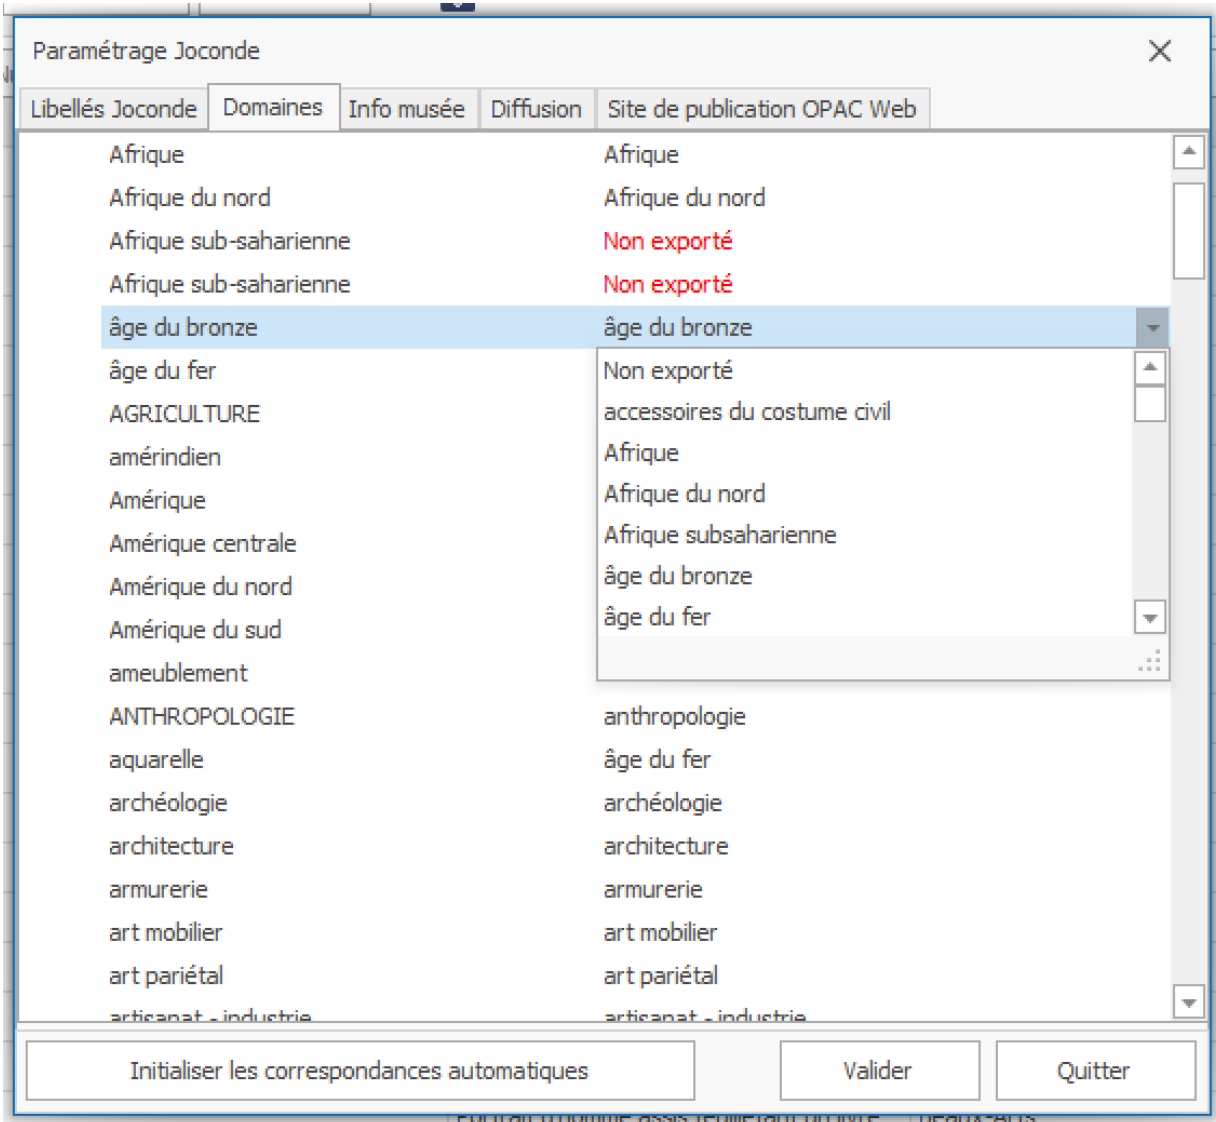 Paramétrage Joconde
Libellés Joconde Domaines Info musée Diffusion Site de publication OPAC Web
Afrique Afrique
Afrique du nord Afrique du nord
Afrique sub-saharienne Non exporté
Afrique sub-saharienne Non exporté
âge du bronze âge du bronze
âge du fer Non exporté
AGRICULTURE accessoires du costume civil
amérindien Afrique
Amérique Afrique du nord
Amérique centrale Afrique subsaharienne
Amérique du nord âge du bronze
Amérique du sud âge du fer
ameublement
ANTHROPOLOGIE anthropologie
aquarelle âge du fer
archéologie archéologie
architecture architecture
armurerie armurerie
art mobilier art mobilier
art pariétal art pariétal
artisanat - industrie artisanat - industrie
Initialiser les correspondances automatiques Valider Quitter